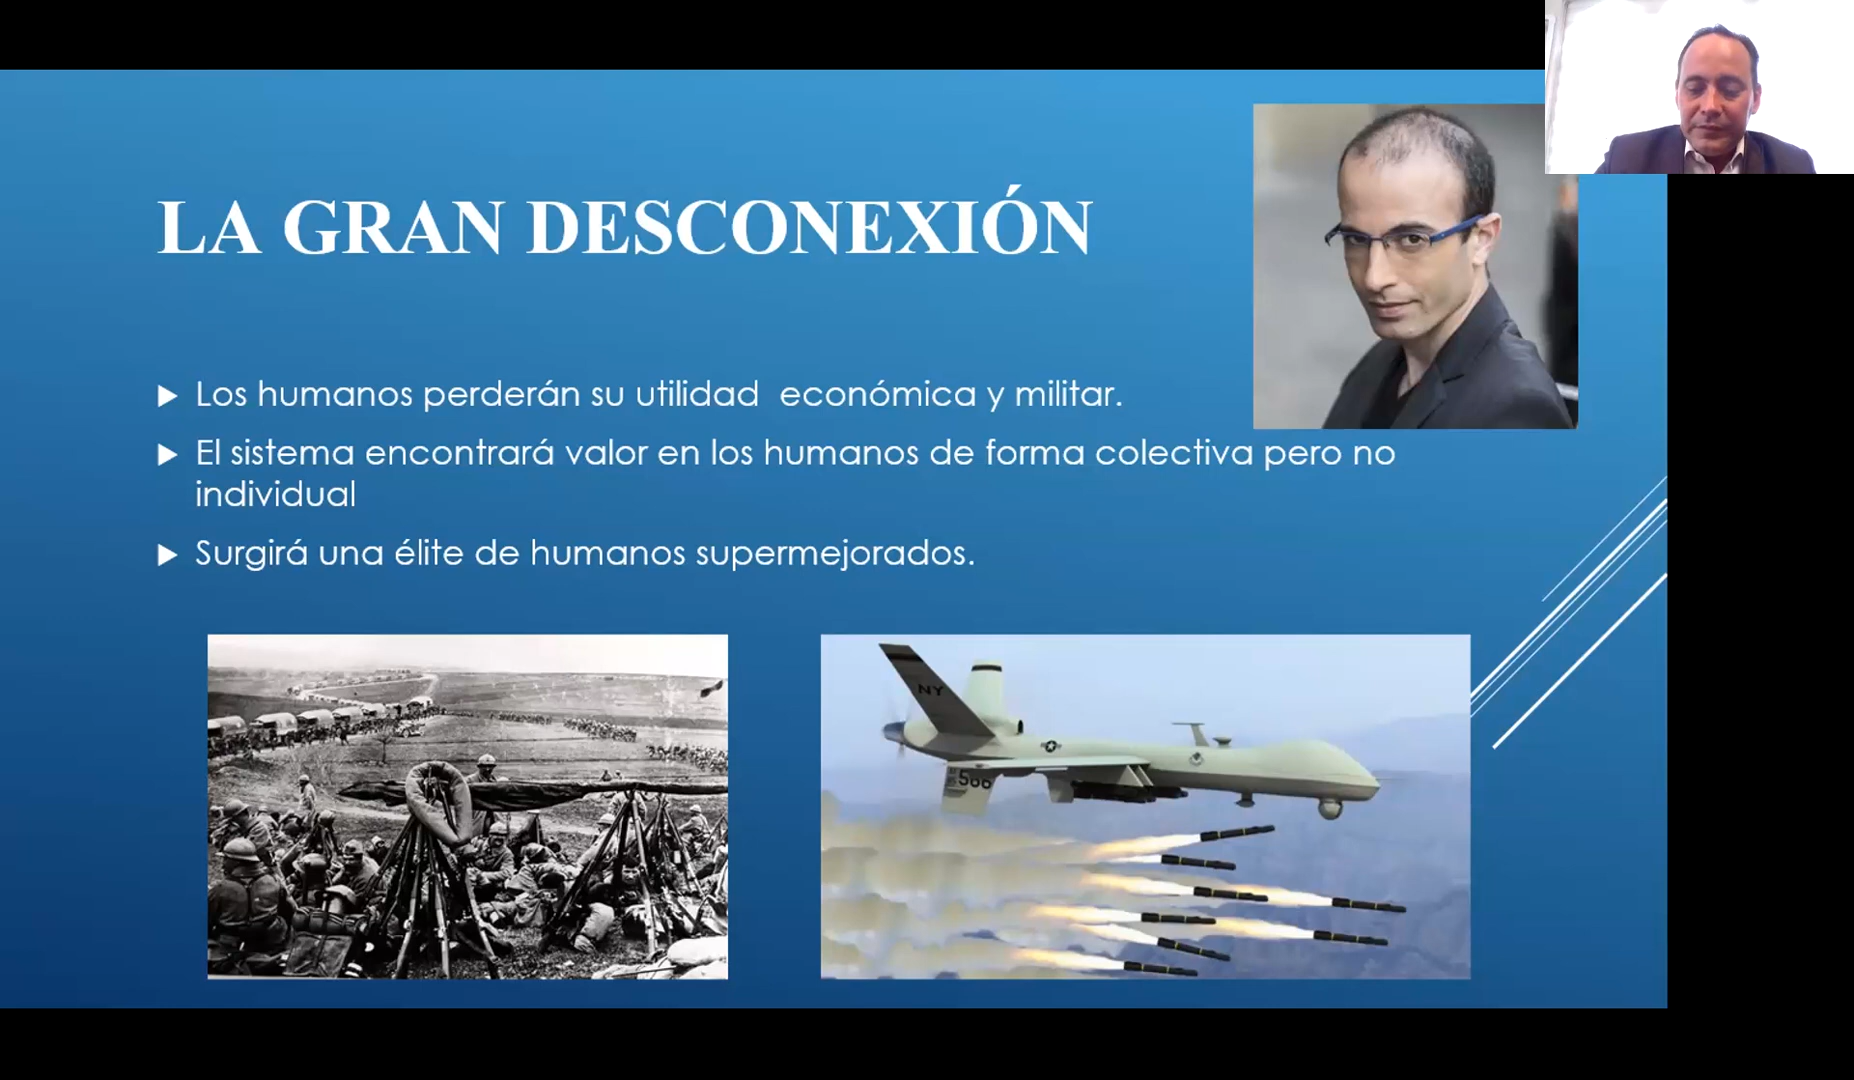 LA GRAN DESCONEXIÓN
Los humanos perderán su utilidad  económica y militar.
El sistema encontrará valor en los humanos de forma colectiva pero no
individual
Surgirá una élite de humanos supermejorados.
NY
566